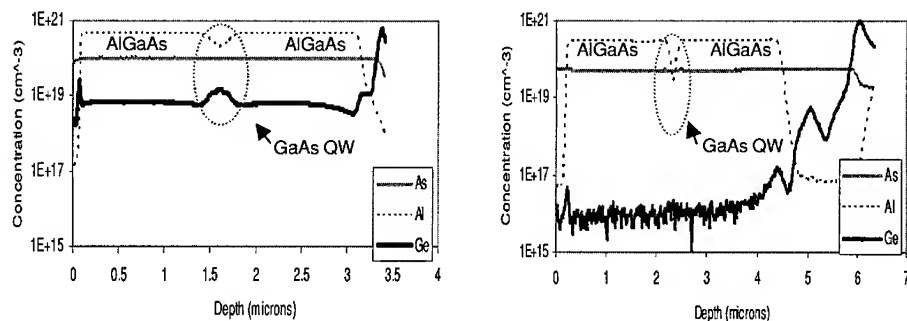 1E+21
1E+19
1E+17
1E+15
Concentration (cm^-3)
AlGaAs
AlGaAs
GaAs QW
As
Al
Ge
0 0.5 1 1.5 2 2.5 3 3.5 4
Depth (microns)
1E+21
1E+19
1E+17
1E+15
Concentration (cm^-3)
AlGaAs
AlGaAs
GaAs QW
As
Al
Ge
0 1 2 3 4 5 6 7
Depth (microns)